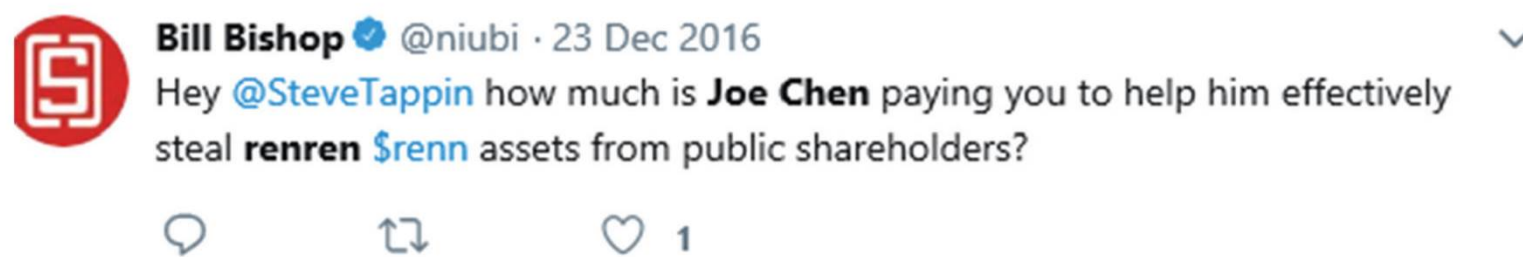 Bill Bishop @niubi · 23 Dec 2016
Hey @SteveTappin how much is Joe Chen paying you to help him effectively
steal renren $renn assets from public shareholders?
1